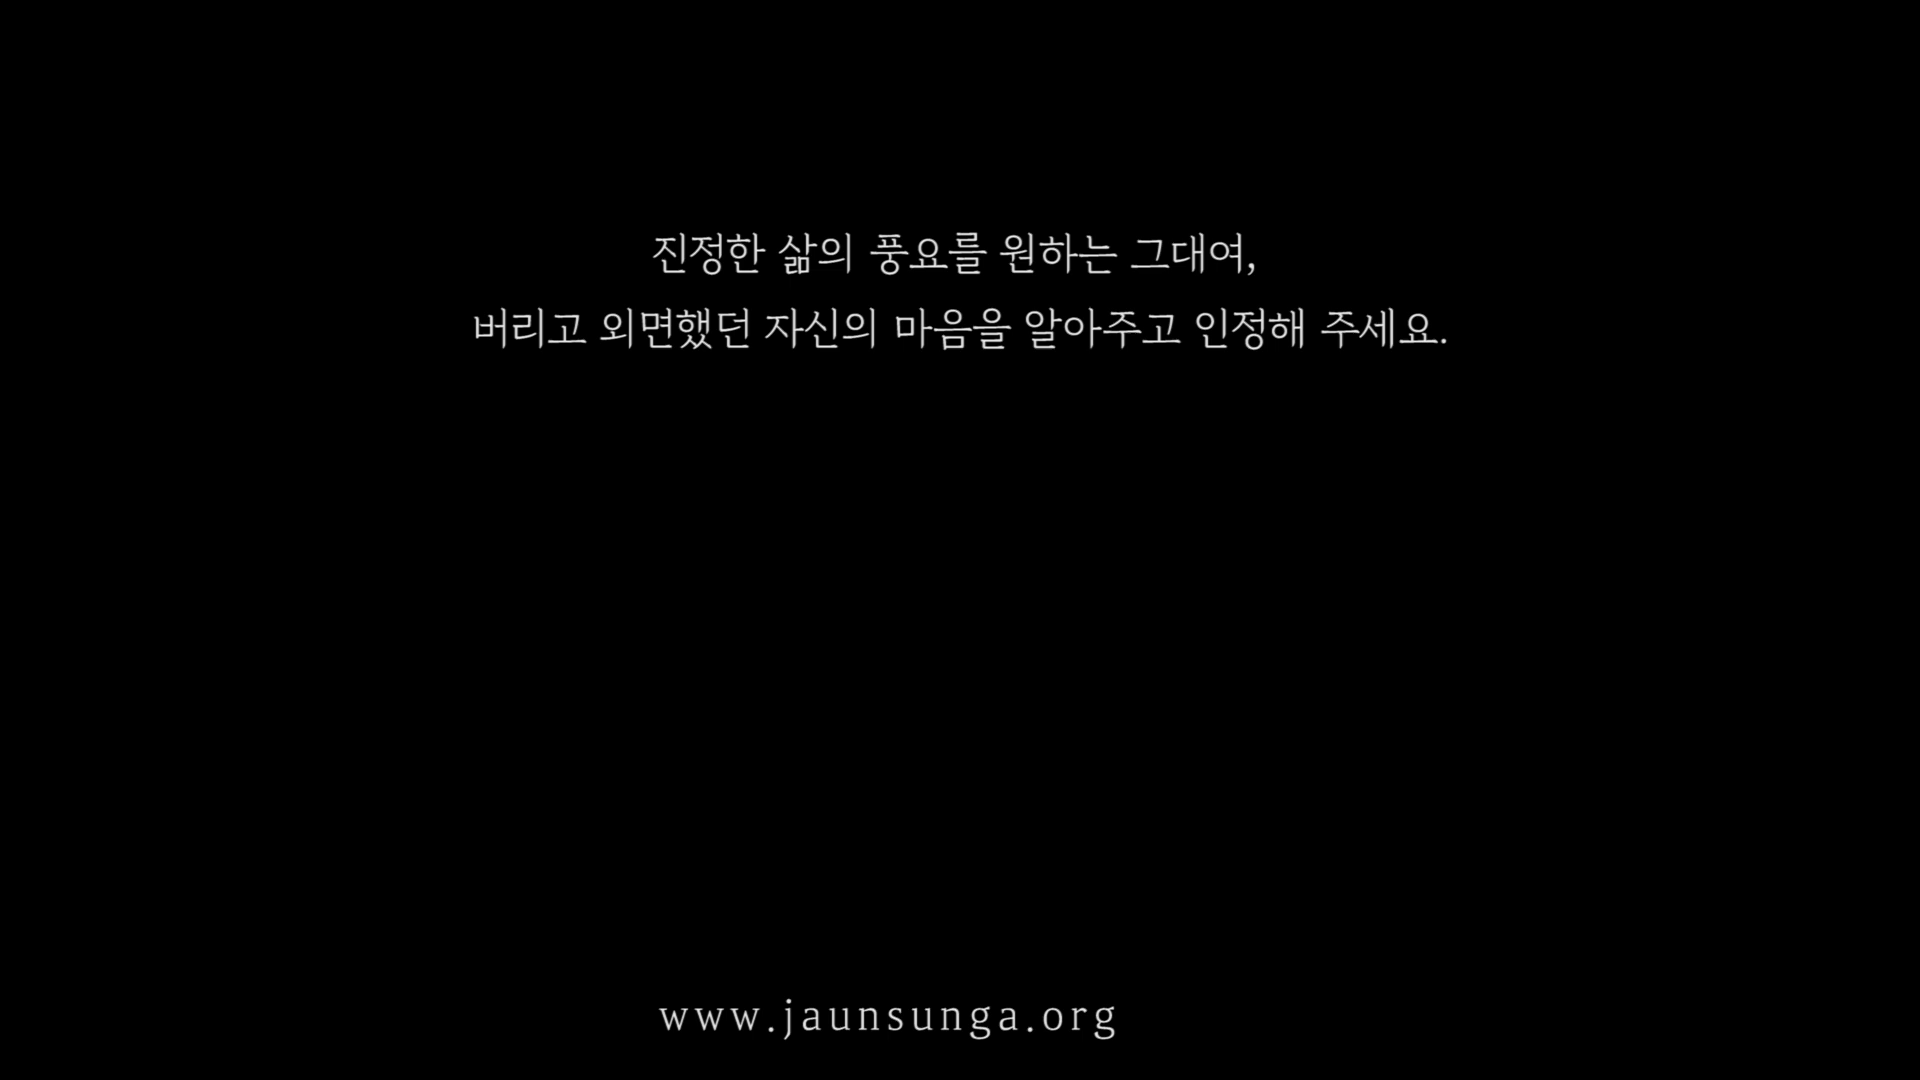 진정한 삶의 풍요를 원하는 그대여,
버리고 외면했던 자신의 마음을 알아주고 인정해 주세요.
www.jaunsunga.org